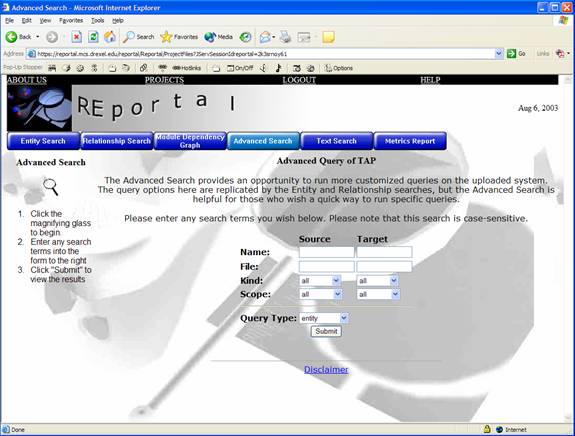 Advanced Search - Microsoft Internet Explorer
File Edit View Favorites Tools Help
Back Search Favorites Media
Address https://reportal.mcs.drexel.edu/reportal/Reportal/ProjectFiles?JServSessionIdreportal=2k3srnoy61 Go Links
Pop-Up Stopper Hotlinks On/Off Options
ABOUT US PROJECTS LOGOUT HELP
REportal
Aug 6, 2003
Entity Search Relationship Search Module Dependency Graph Advanced Search Text Search Metrics Report
Advanced Search
1. Click the
magnifying glass
to begin
2. Enter any search
terms into the
form to the right
3. Click "Submit" to
view the results
Advanced Query of TAP
The Advanced Search provides an opportunity to run more customized queries on the uploaded system.
The query options here are replicated by the Entity and Relationship searches, but the Advanced Search is
helpful for those who wish a quick way to run specific queries.
Please enter any search terms you wish below. Please note that this search is case-sensitive.
Source Target
Name:
File:
Kind: all all
Scope: all all
Query Type: entity
Submit
Disclaimer
Done Internet